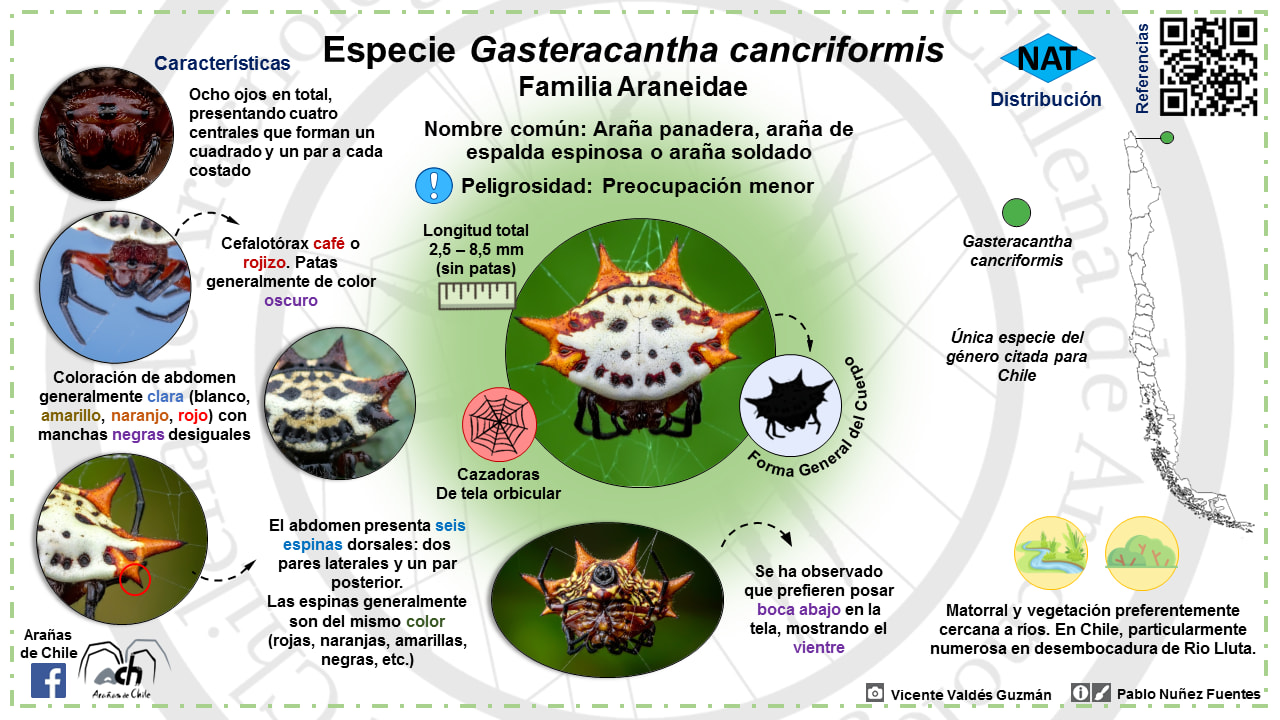 Especie Gasteracantha cancriformis
Familia Araneidae
Nombre común: Araña panadera, araña de
espalda espinosa o araña soldado
Peligrosidad: Preocupación menor
Características
Ocho ojos en total,
presentando cuatro
centrales que forman un
cuadrado y un par a cada
costado
Cefalotórax café o
rojizo. Patas
generalmente de color
oscuro
Coloración de abdomen
generalmente clara (blanco,
amarillo, naranjo, rojo) con
manchas negras desiguales
El abdomen presenta seis
espinas dorsales: dos
pares laterales y un par
posterior.
Las espinas generalmente
son del mismo color
(rojas, naranjas, amarillas,
negras, etc.)
Arañas
de Chile
ch
Arañas de Chile
Longitud total
2,5 – 8,5 mm
(sin patas)
Cazadoras
De tela orbicular
Forma General del Cuerpo
Se ha observado
que prefieren posar
boca abajo en la
tela, mostrando el
vientre
NAT
Distribución
Referencias
Gasteracantha
cancriformis
Única especie del
género citada para
Chile
Matorral y vegetación preferentemente
cercana a ríos. En Chile, particularmente
numerosa en desembocadura de Rio Lluta.
Vicente Valdés Guzmán
Pablo Nuñez Fuentes